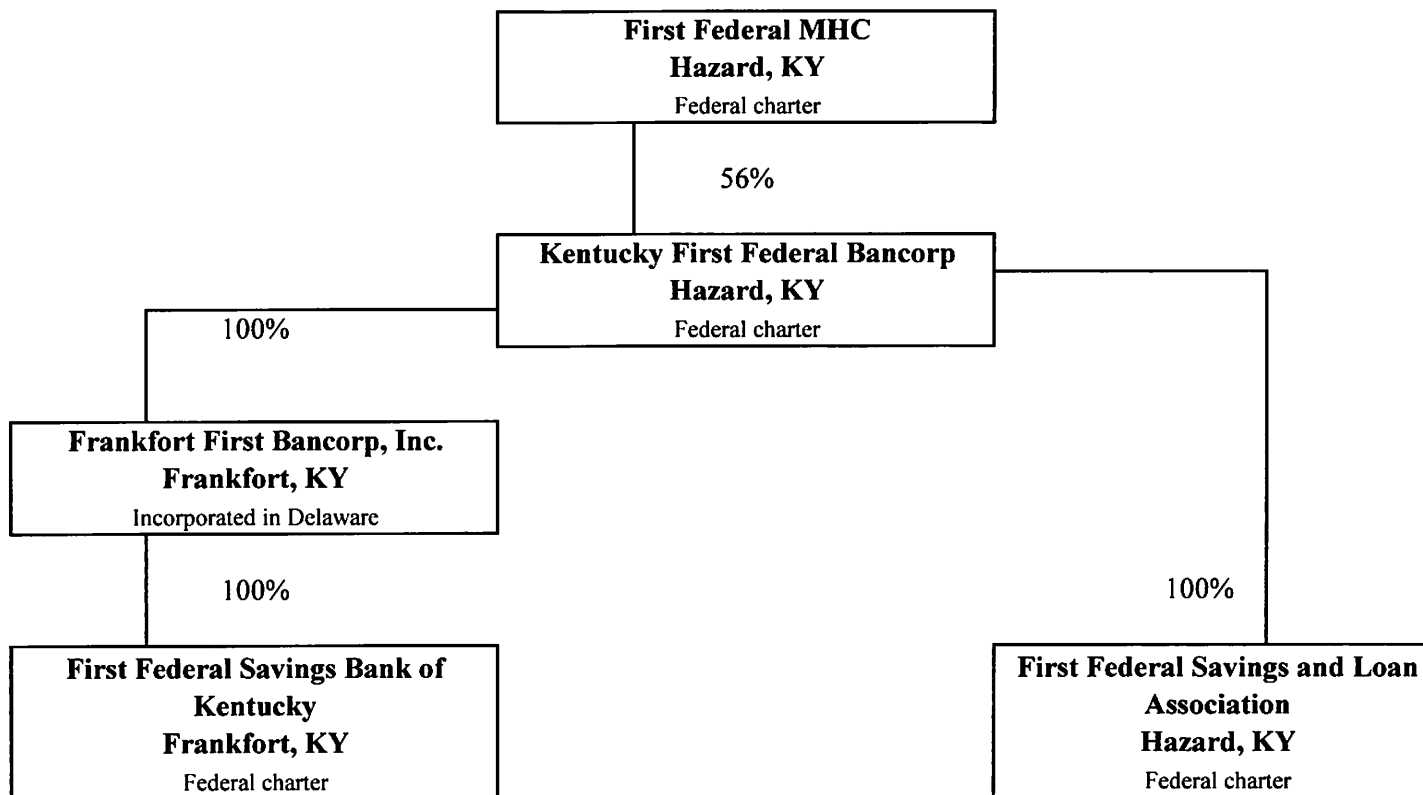 First Federal MHC
Hazard, KY
Federal charter
56%
Kentucky First Federal Bancorp
Hazard, KY
Federal charter
100%
Frankfort First Bancorp, Inc.
Frankfort, KY
Incorporated in Delaware
100%
100%
First Federal Savings Bank of
Kentucky
Frankfort, KY
Federal charter
First Federal Savings and Loan
Association
Hazard, KY
Federal charter